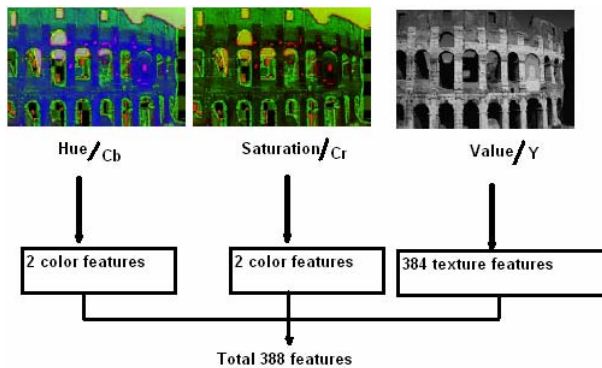 Hue/Cb
Saturation/Cr
Value/Y
2 color features
2 color features
384 texture features
Total 388 features